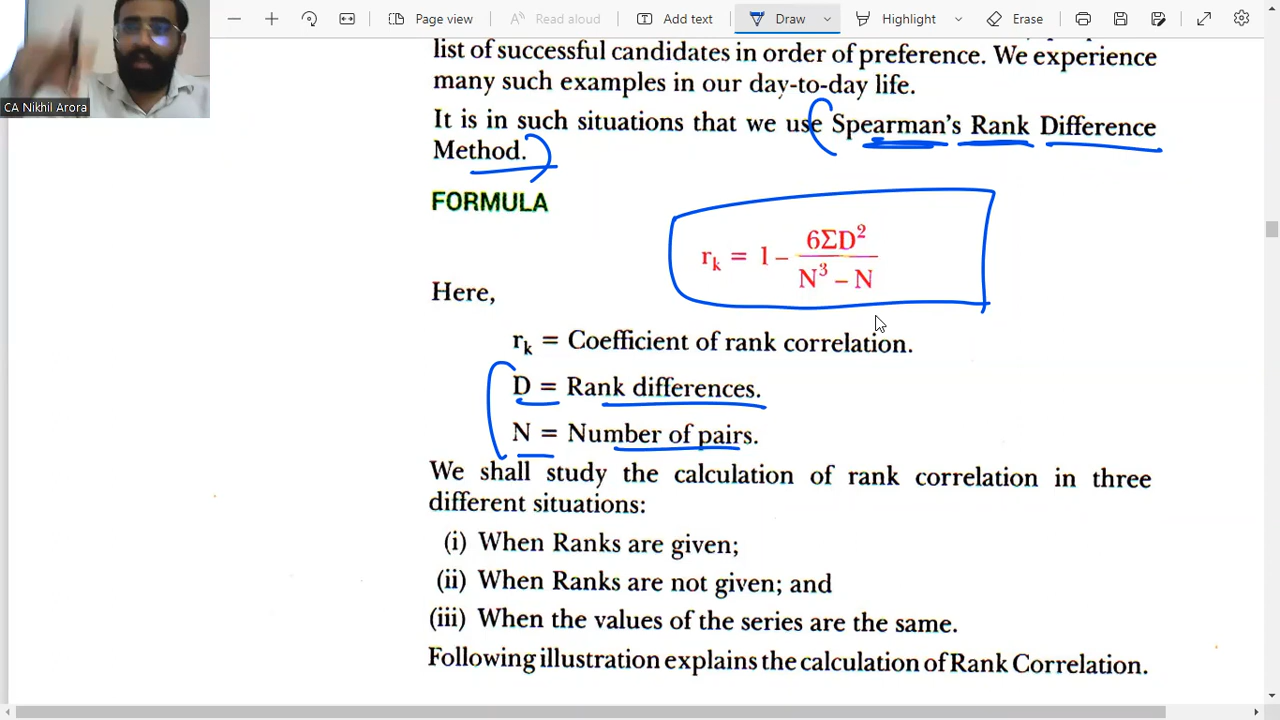 Page view
Read aloud
Add text
Draw
Highlight
Erase
CA Nikhil Arora
list of successful candidates in order of preference. We experience
many such examples in our day-to-day life.
It is in such situations that we use Spearman's Rank Difference
Method.
FORMULA
r_k = 1 − 6ΣD² / N³ − N
Here,
r_k = Coefficient of rank correlation.
D = Rank differences.
N = Number of pairs.
We shall study the calculation of rank correlation in three
different situations:
(i) When Ranks are given;
(ii) When Ranks are not given; and
(iii) When the values of the series are the same.
Following illustration explains the calculation of Rank Correlation.